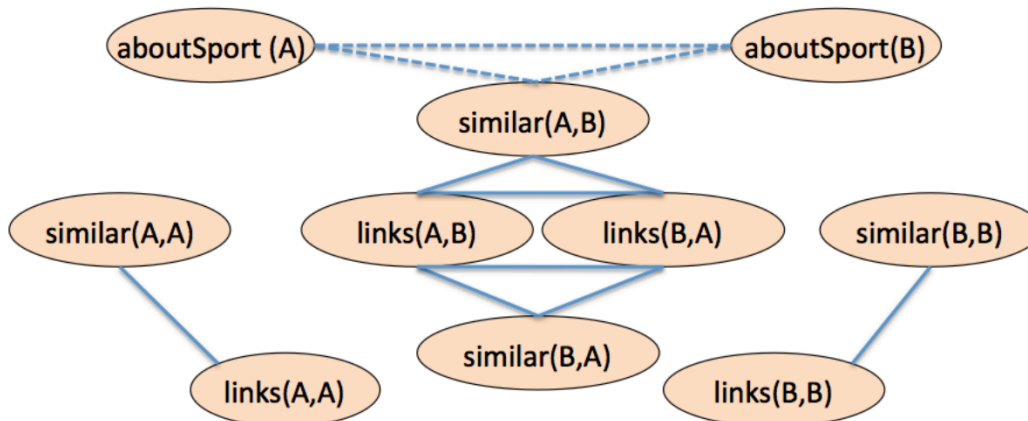 aboutSport (A)
aboutSport(B)
similar(A,B)
similar(A,A)
links(A,B)
links(B,A)
similar(B,B)
similar(B,A)
links(A,A)
links(B,B)